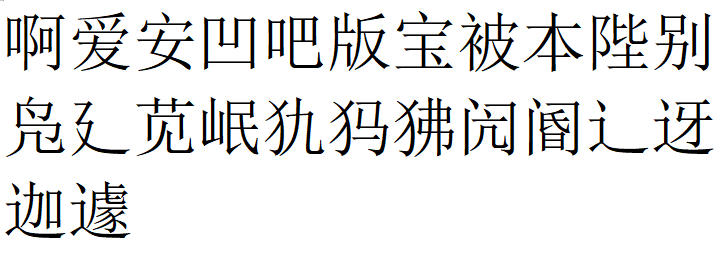 啊爱安凹吧版宝被本陛别
凫廴苋岷犰犸狒闶阍辶迓
迦遽